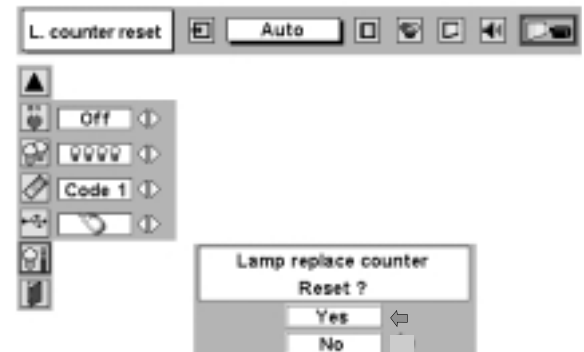 L. counter reset
Auto
Off
Code 1
Lamp replace counter
Reset ?
Yes
No